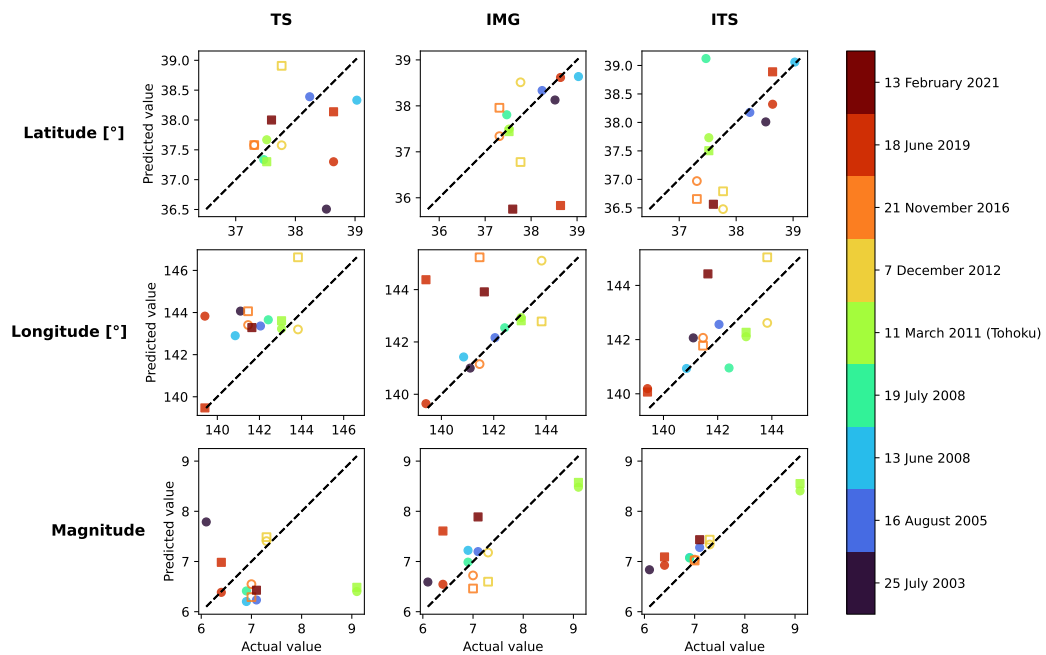 TS IMG ITS
Latitude [°]
Predicted value
39.0
38.5
38.0
37.5
37.0
36.5
37 38 39
39
38
37
36
36 37 38 39
39.0
38.5
38.0
37.5
37.0
36.5
37 38 39
Longitude [°]
Predicted value
146
144
142
140
140 142 144 146
144
142
140
140 142 144
144
142
140
140 142 144
Magnitude
Predicted value
9
8
7
6
6 7 8 9
Actual value
9
8
7
6
6 7 8 9
Actual value
9
8
7
6
6 7 8 9
Actual value
13 February 2021
18 June 2019
21 November 2016
7 December 2012
11 March 2011 (Tohoku)
19 July 2008
13 June 2008
16 August 2005
25 July 2003